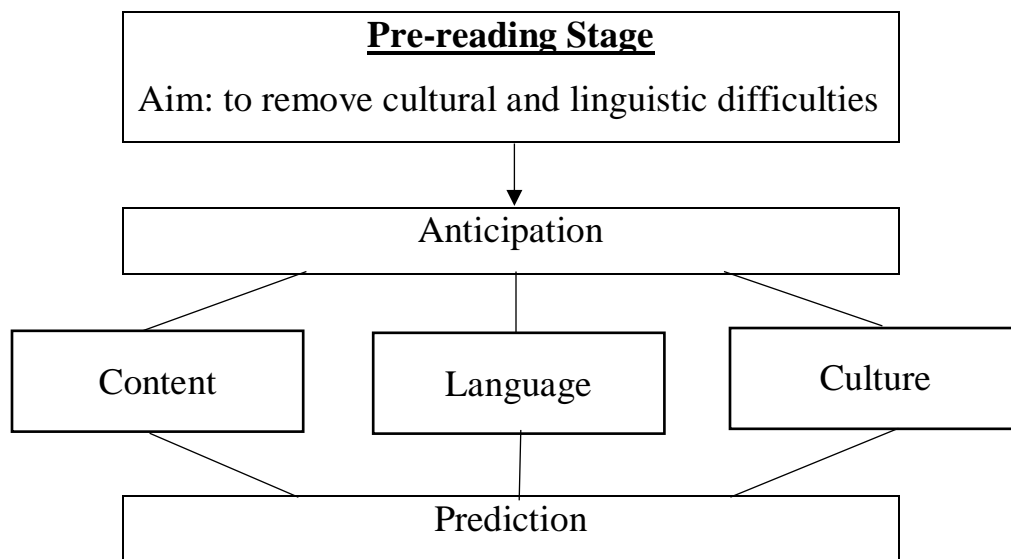 Pre-reading Stage
Aim: to remove cultural and linguistic difficulties
Anticipation
Content
Language
Culture
Prediction